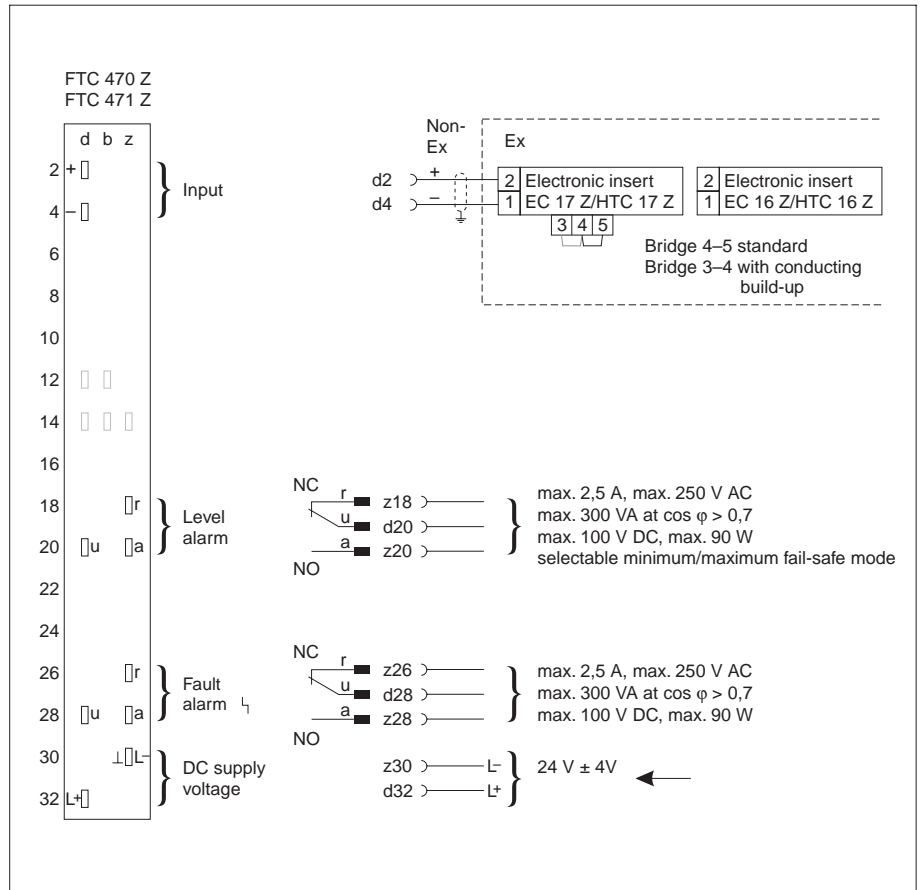 FTC 470 Z
FTC 471 Z
d b z
2 +
4 –
Input
6
8
10
12
14
16
18 r
20 u a
Level
alarm
22
24
26 r
28 u a
Fault
alarm
30 ⊥ L–
32 L+
DC supply
voltage
Non-
Ex
Ex
d2 +
d4 –
2 Electronic insert
1 EC 17 Z/HTC 17 Z
3 4 5
2 Electronic insert
1 EC 16 Z/HTC 16 Z
Bridge 4–5 standard
Bridge 3–4 with conducting
build-up
NC
r z18
u d20
a z20
NO
max. 2,5 A, max. 250 V AC
max. 300 VA at cos φ > 0,7
max. 100 V DC, max. 90 W
selectable minimum/maximum fail-safe mode
NC
r z26
u d28
a z28
NO
max. 2,5 A, max. 250 V AC
max. 300 VA at cos φ > 0,7
max. 100 V DC, max. 90 W
z30 L–
d32 L+
24 V ± 4V